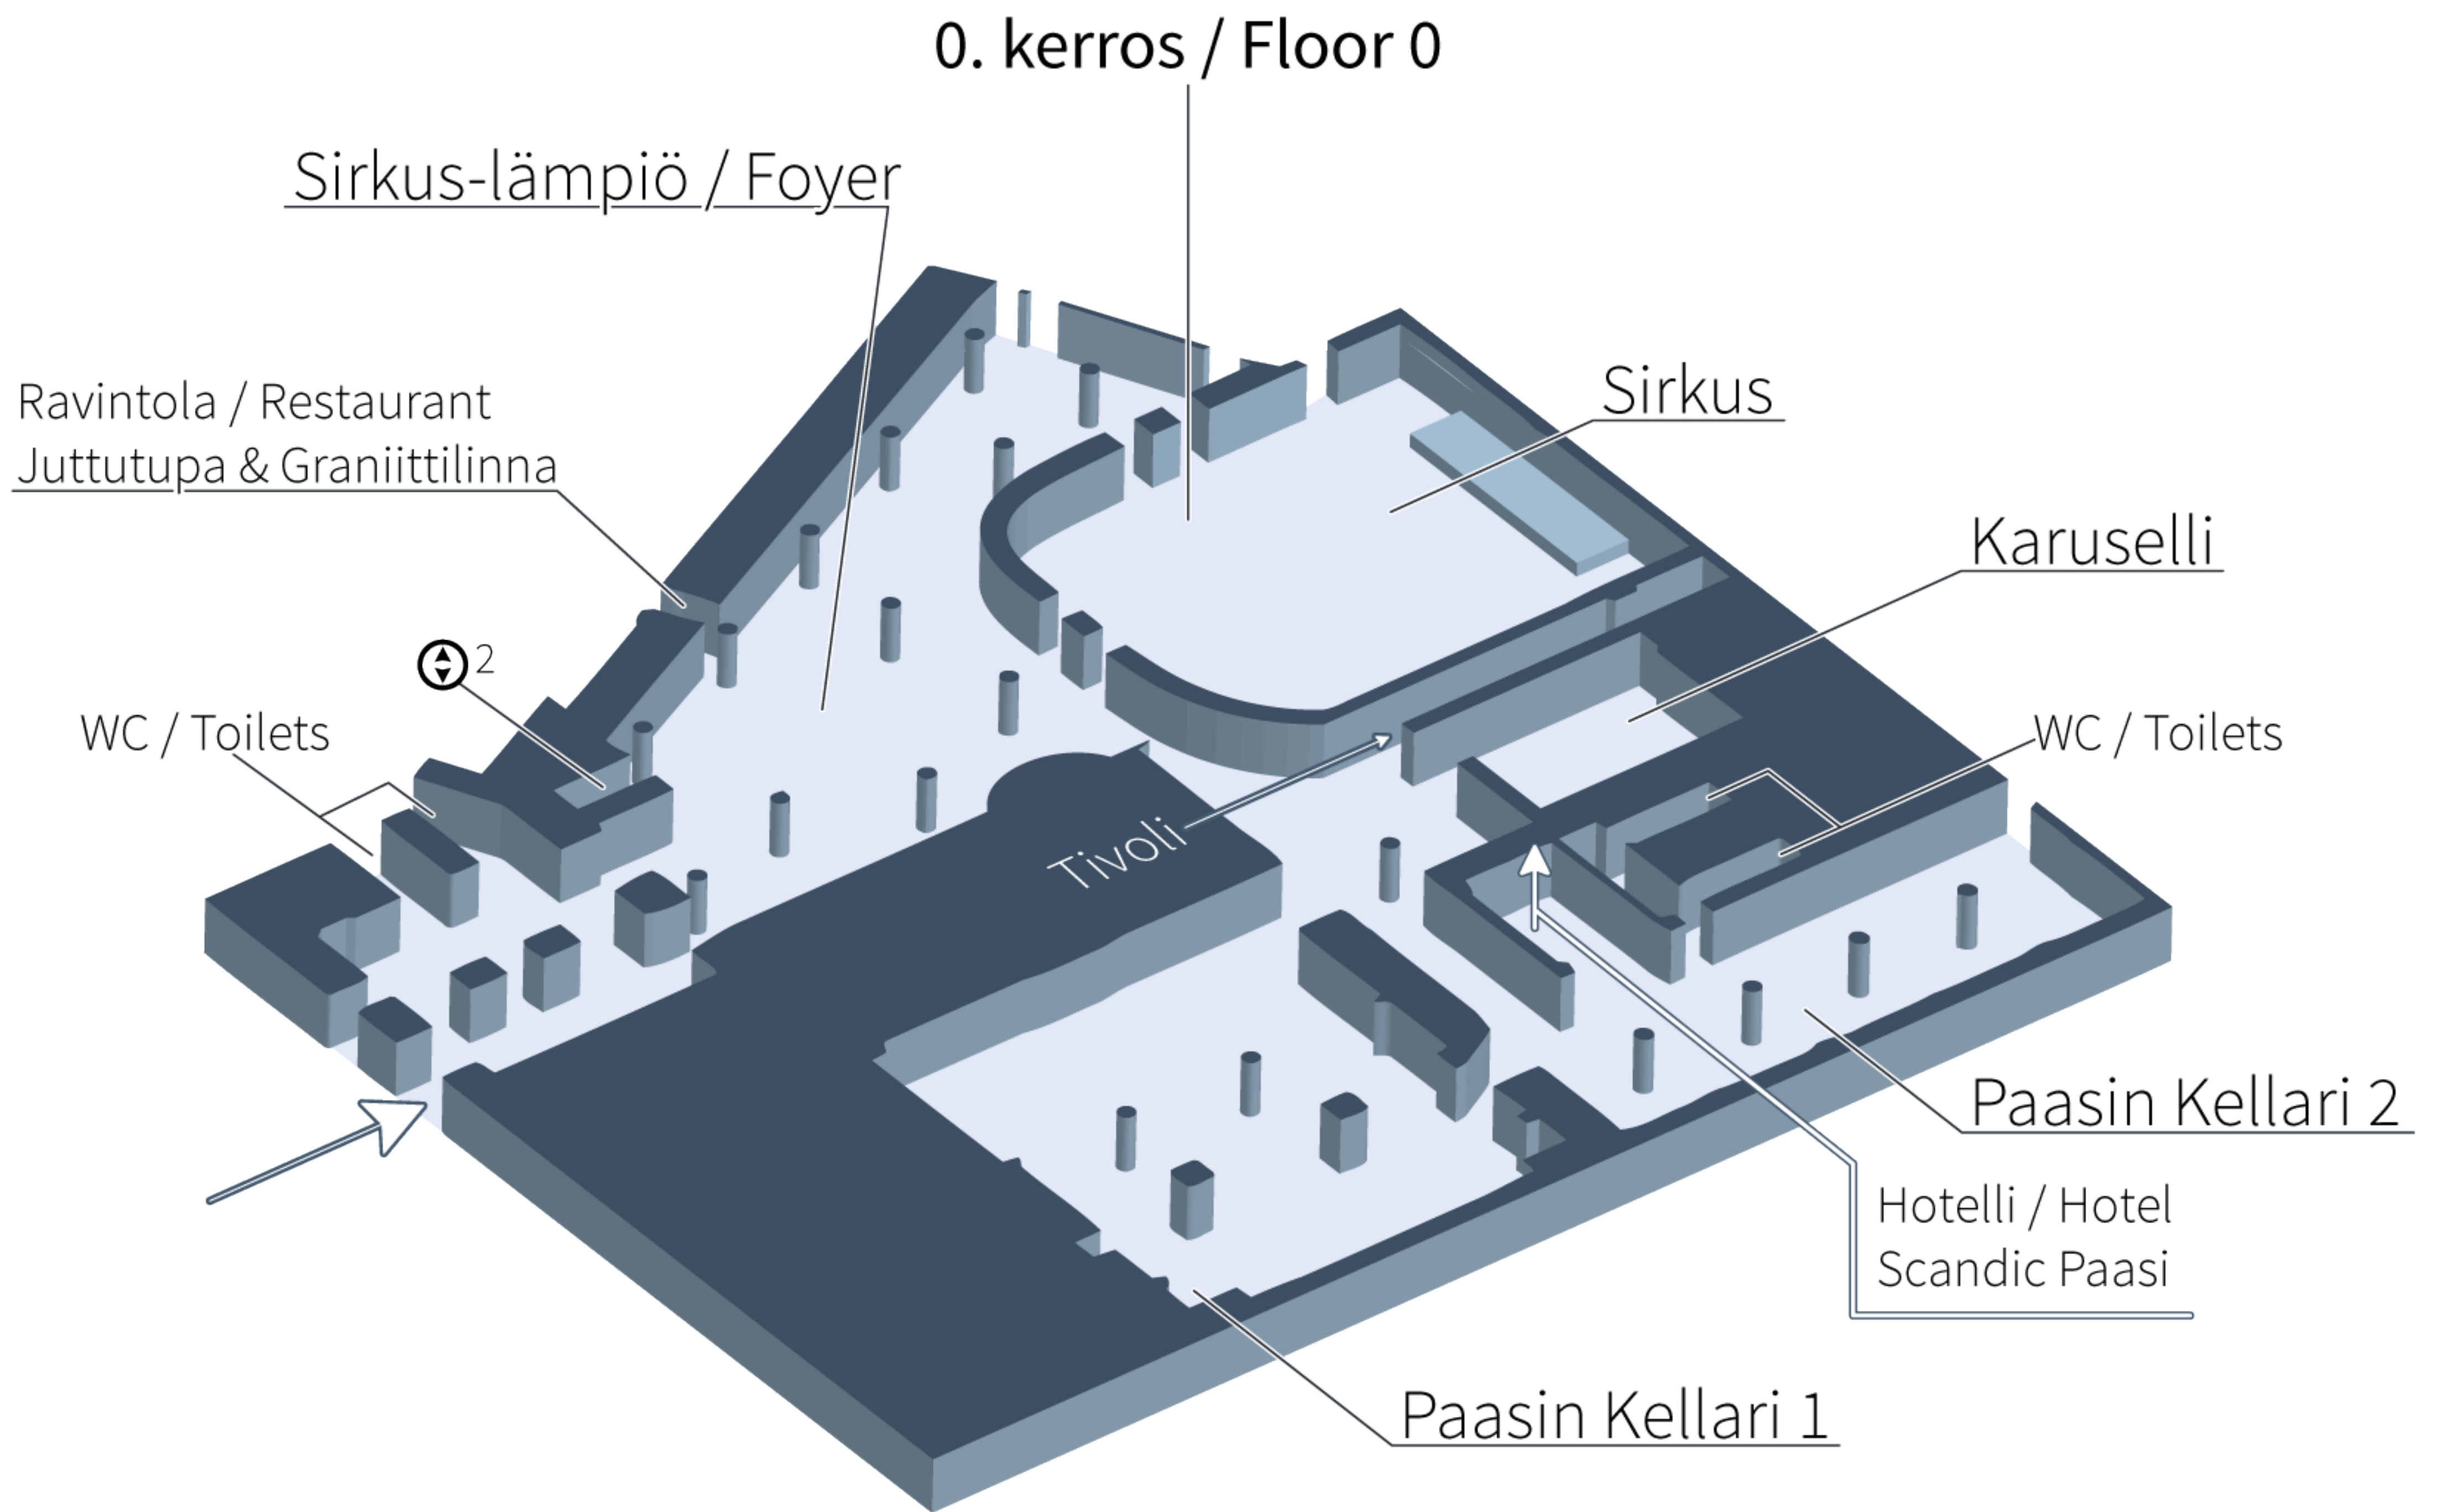 0. kerros / Floor 0
Sirkus-lämpiö / Foyer
Ravintola / Restaurant
Juttutupa & Graniittilinna
Sirkus
Karuselli
2
WC / Toilets
WC / Toilets
Tivoli
Paasin Kellari 2
Hotelli / Hotel
Scandic Paasi
Paasin Kellari 1